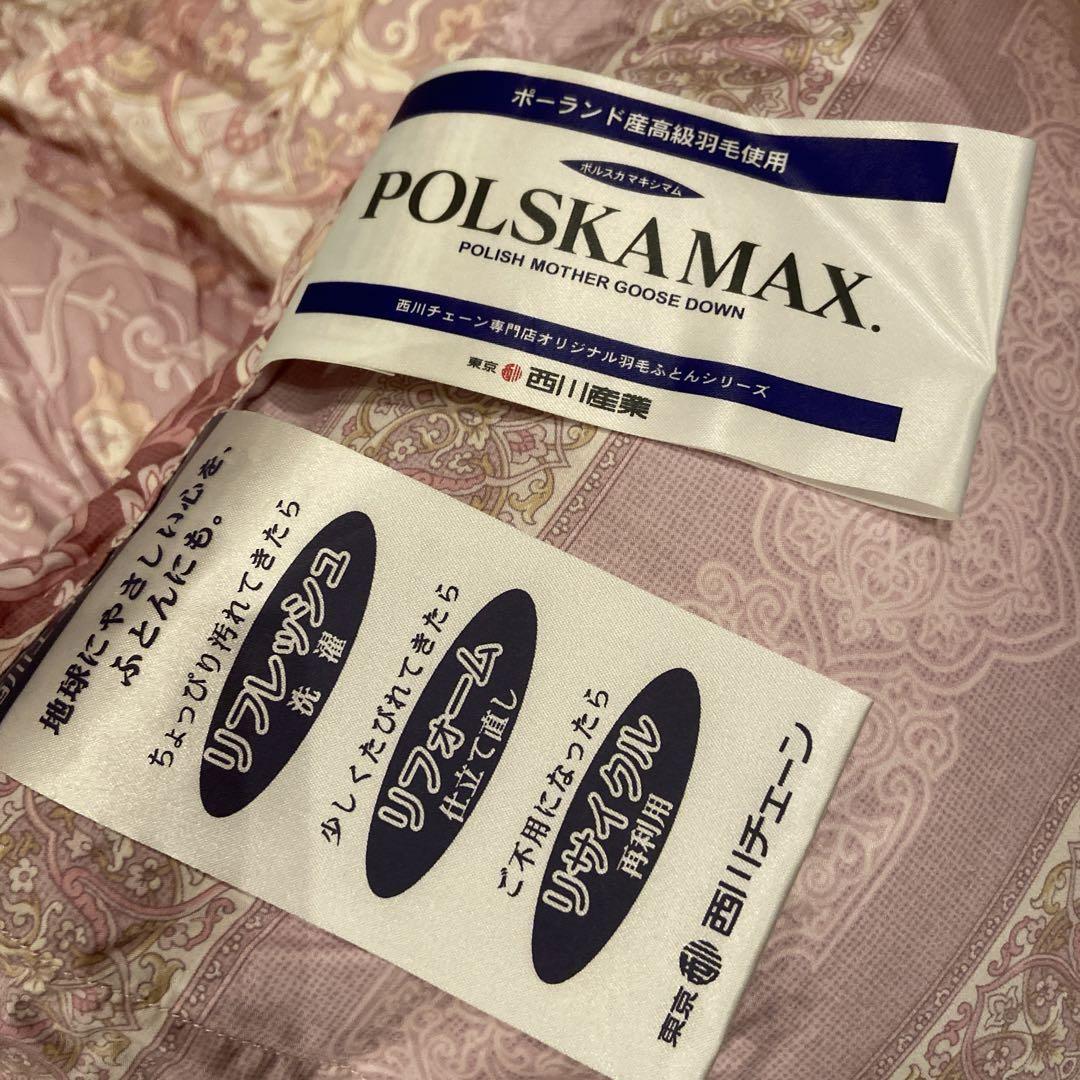 ポーランド産高級羽毛使用
ポルスカマキシマム
POLSKA MAX.
POLISH MOTHER GOOSE DOWN
西川チェーン専門店オリジナル羽毛ふとんシリーズ
東京 西川産業
地球にやさしい心を、
ふとんにも。
ちょっぴり汚れてきたら
リフレッシュ
洗濯
少しくたびれてきたら
リフォーム
仕立て直し
ご不用になったら
リサイクル
再利用
東京 西川チェーン